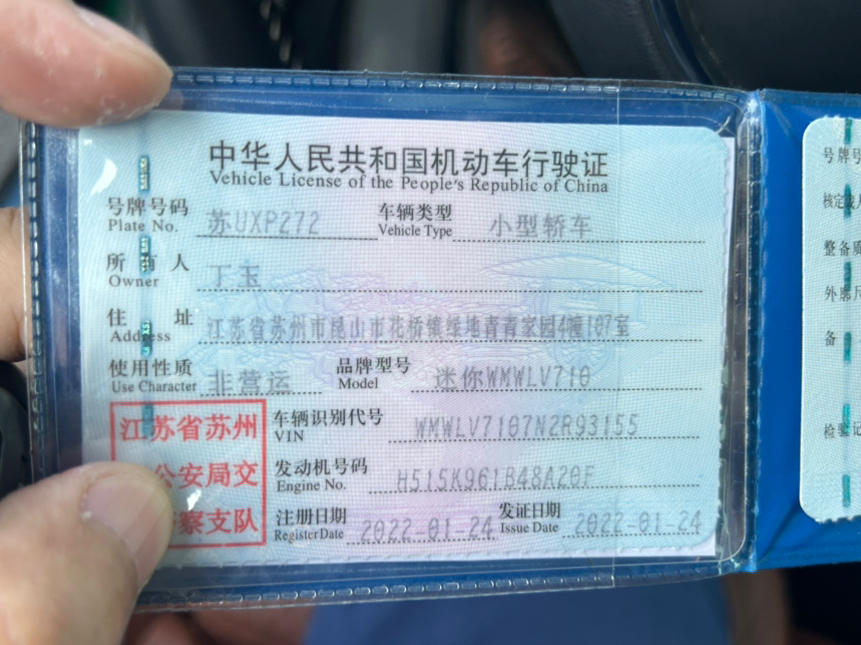 中华人民共和国机动车行驶证
Vehicle License of the People's Republic of China
号牌号码 苏UXP272 车辆类型 小型轿车
Plate No. Vehicle Type
所有人 丁玉
Owner
住址 江苏省苏州市昆山市花桥镇绿地青青家园4幢107室
Address
使用性质 非营运 品牌型号 迷你WMWLV710
Use Character Model
江苏省苏州
公安局交
察支队
车辆识别代号 WMWLV7107N2R93155
VIN
发动机号码 H515K961B48A20F
Engine No.
注册日期 2022-01-24 发证日期 2022-01-24
Register Date Issue Date
号牌号
核定
整备质
外廓尺
备
检验记